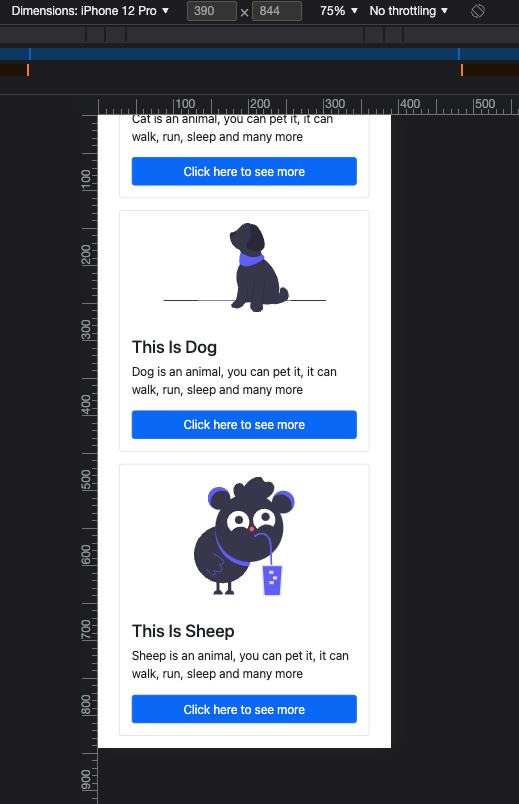 Dimensions: iPhone 12 Pro ▼ 390 × 844 75% ▼ No throttling ▼
100 200 300 400 500
100
200
300
400
500
600
700
800
900
Cat is an animal, you can pet it, it can
walk, run, sleep and many more
Click here to see more
This Is Dog
Dog is an animal, you can pet it, it can
walk, run, sleep and many more
Click here to see more
This Is Sheep
Sheep is an animal, you can pet it, it can
walk, run, sleep and many more
Click here to see more